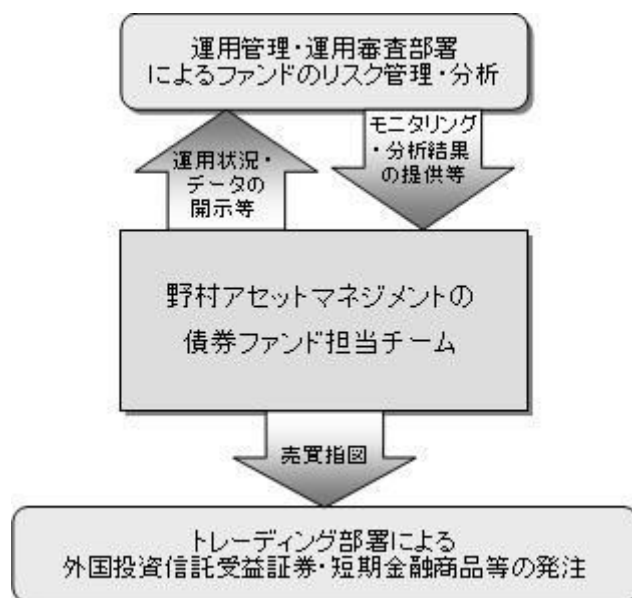 運用管理・運用審査部署
によるファンドのリスク管理・分析
運用状況・
データの
開示等
モニタリング
・分析結果
の提供等
野村アセットマネジメントの
債券ファンド担当チーム
売買指図
トレーディング部署による
外国投資信託受益証券・短期金融商品等の発注